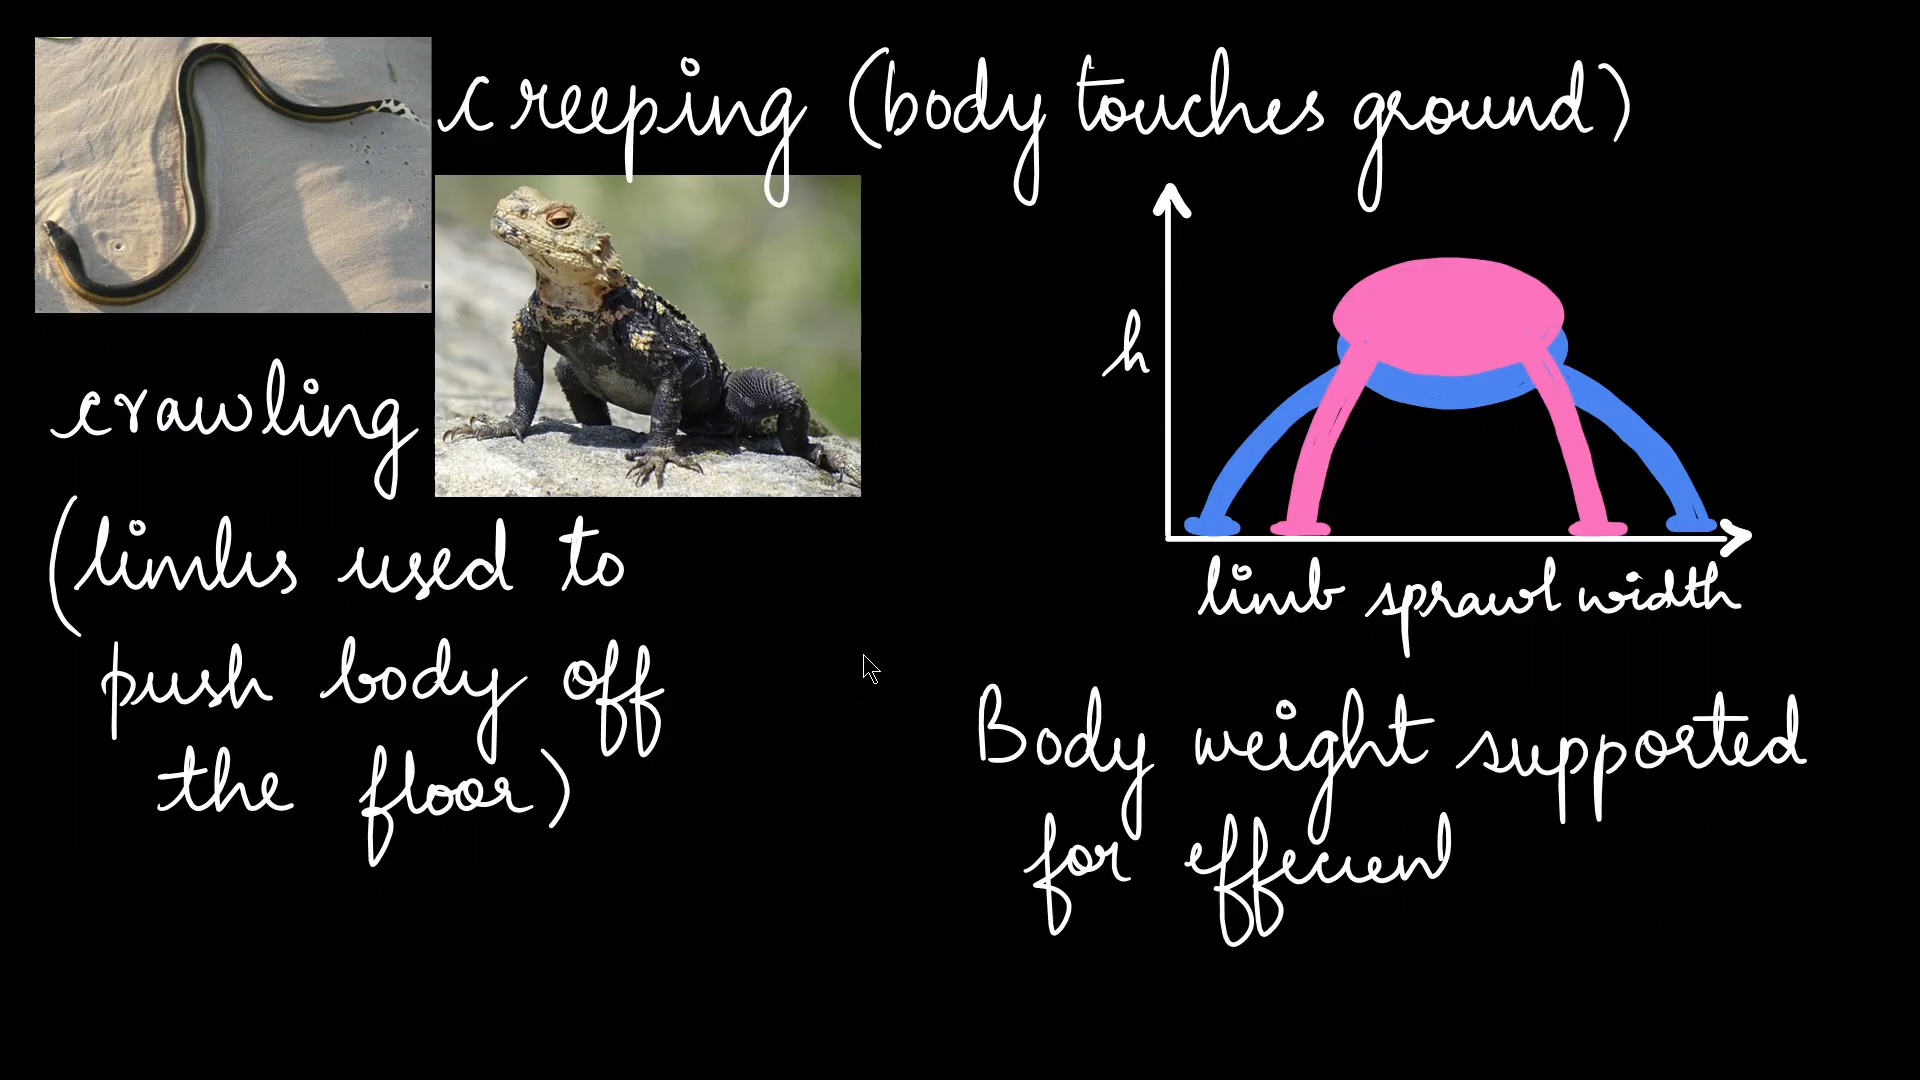 creeping (body touches ground)
crawling
(limbs used to
push body off
the floor)
h
limb sprawl width
Body weight supported
for